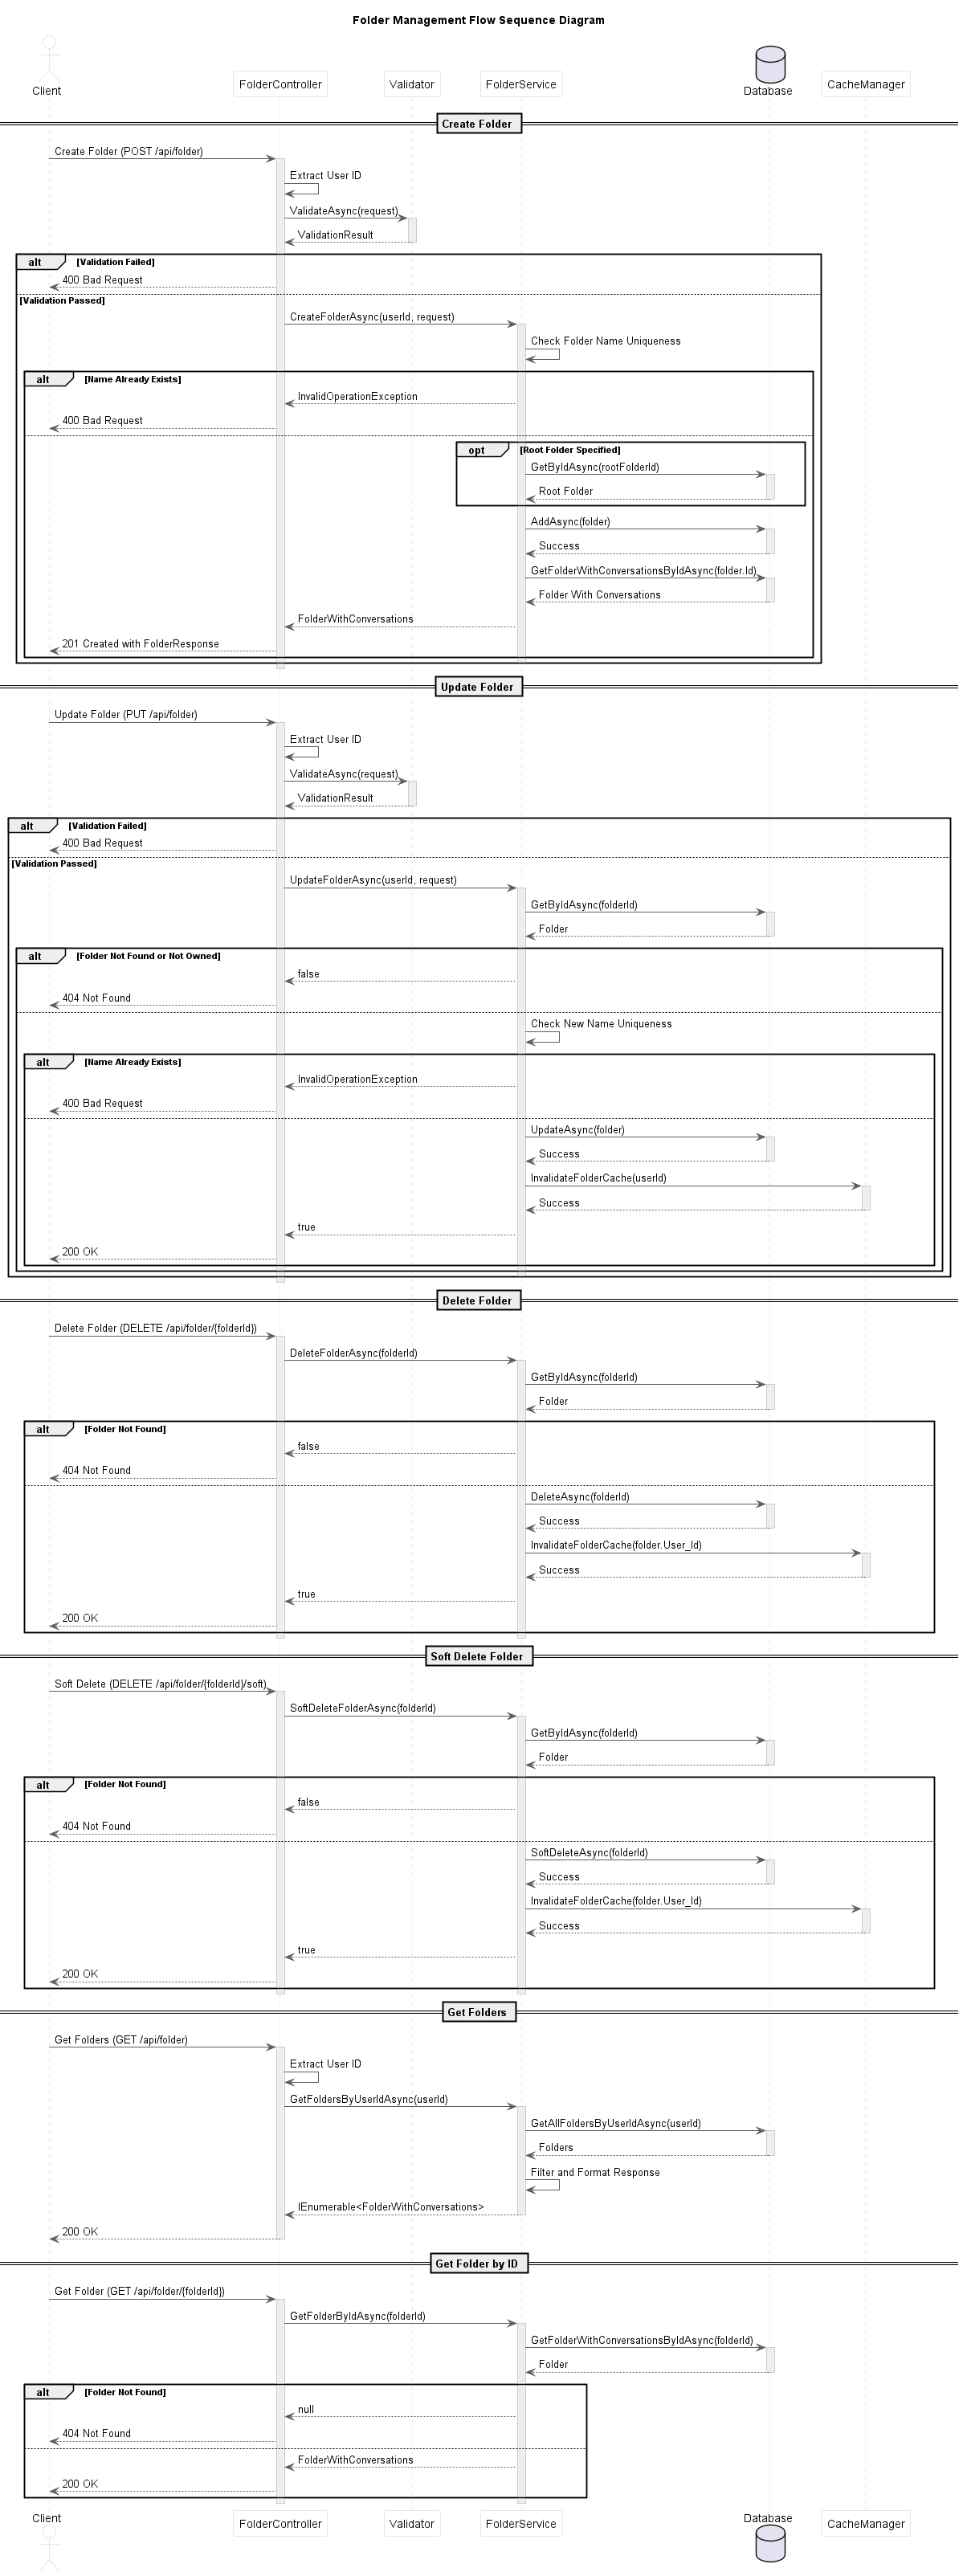 Folder Management Flow Sequence Diagram
Client
FolderController
Validator
FolderService
Database
CacheManager
Create Folder
Create Folder (POST /api/folder)
Extract User ID
ValidateAsync(request)
ValidationResult
alt
[Validation Failed]
400 Bad Request
[Validation Passed]
CreateFolderAsync(userId, request)
Check Folder Name Uniqueness
alt
[Name Already Exists]
InvalidOperationException
400 Bad Request
opt
[Root Folder Specified]
GetByIdAsync(rootFolderId)
Root Folder
AddAsync(folder)
Success
GetFolderWithConversationsByIdAsync(folder.Id)
Folder With Conversations
FolderWithConversations
201 Created with FolderResponse
Update Folder
Update Folder (PUT /api/folder)
Extract User ID
ValidateAsync(request)
ValidationResult
alt
[Validation Failed]
400 Bad Request
[Validation Passed]
UpdateFolderAsync(userId, request)
GetByIdAsync(folderId)
Folder
alt
[Folder Not Found or Not Owned]
false
404 Not Found
Check New Name Uniqueness
alt
[Name Already Exists]
InvalidOperationException
400 Bad Request
UpdateAsync(folder)
Success
InvalidateFolderCache(userId)
Success
true
200 OK
Delete Folder
Delete Folder (DELETE /api/folder/{folderId})
DeleteFolderAsync(folderId)
GetByIdAsync(folderId)
Folder
alt
[Folder Not Found]
false
404 Not Found
DeleteAsync(folderId)
Success
InvalidateFolderCache(folder.User_Id)
Success
true
200 OK
Soft Delete Folder
Soft Delete (DELETE /api/folder/{folderId}/soft)
SoftDeleteFolderAsync(folderId)
GetByIdAsync(folderId)
Folder
alt
[Folder Not Found]
false
404 Not Found
SoftDeleteAsync(folderId)
Success
InvalidateFolderCache(folder.User_Id)
Success
true
200 OK
Get Folders
Get Folders (GET /api/folder)
Extract User ID
GetFoldersByUserIdAsync(userId)
GetAllFoldersByUserIdAsync(userId)
Folders
Filter and Format Response
IEnumerable<FolderWithConversations>
200 OK
Get Folder by ID
Get Folder (GET /api/folder/{folderId})
GetFolderByIdAsync(folderId)
GetFolderWithConversationsByIdAsync(folderId)
Folder
alt
[Folder Not Found]
null
404 Not Found
FolderWithConversations
200 OK
Client
FolderController
Validator
FolderService
Database
CacheManager